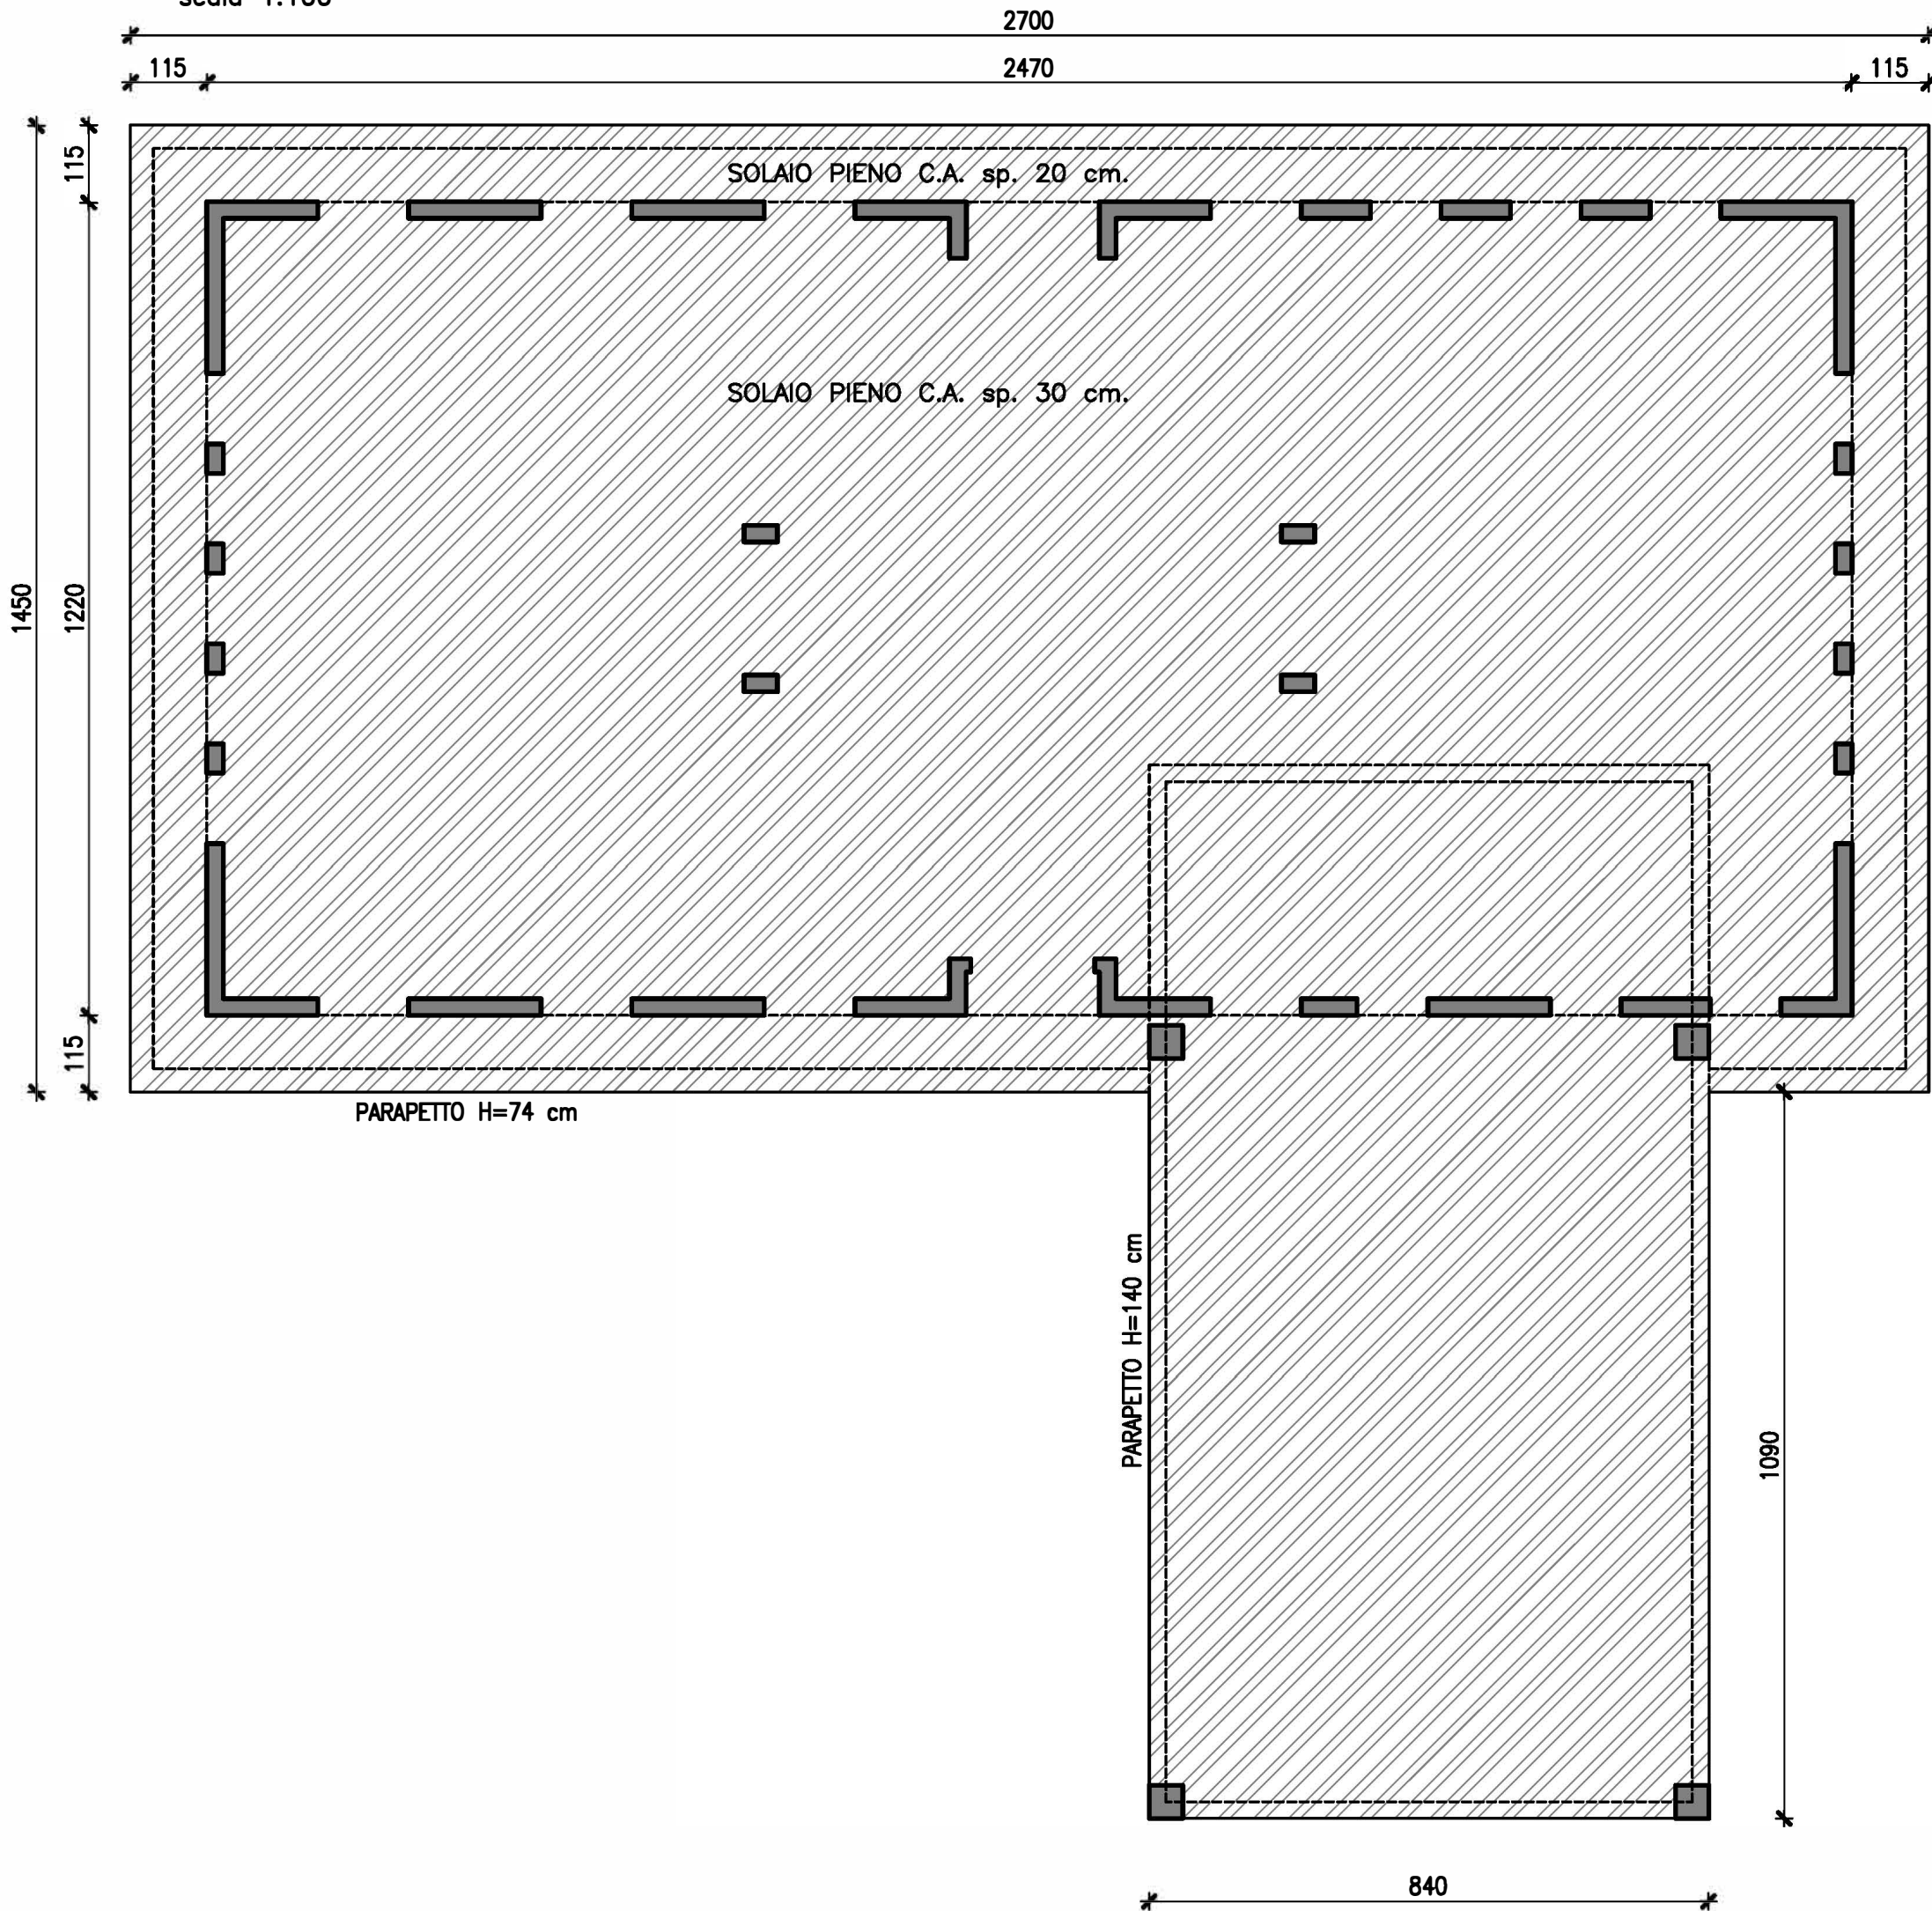 2700
115 2470 115
115
SOLAIO PIENO C.A. sp. 20 cm.
SOLAIO PIENO C.A. sp. 30 cm.
1450
1220
115
PARAPETTO H=74 cm
PARAPETTO H=140 cm
1090
840